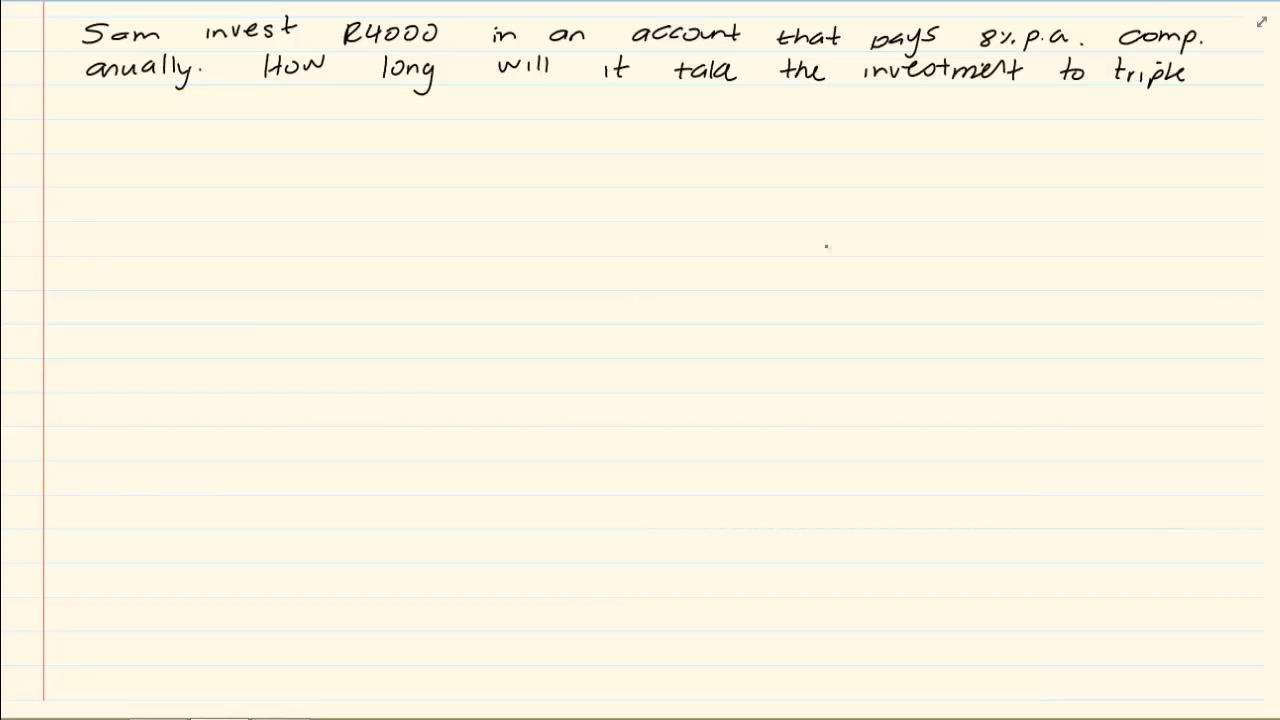 Sam invest R4000 in an account that pays 8% p.a. comp.
anually. How long will it take the investment to triple